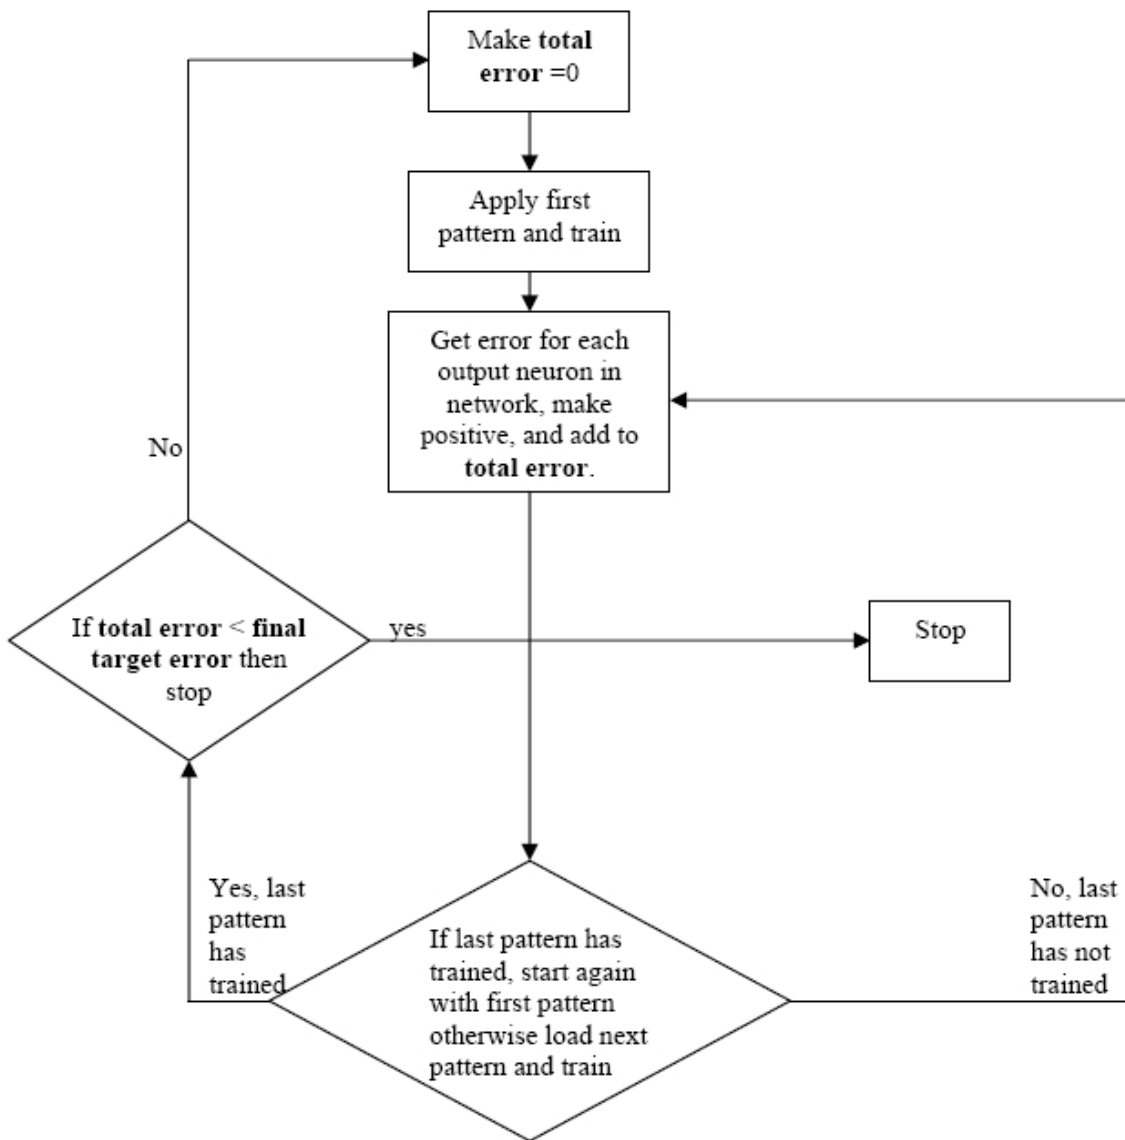 Make total
error =0
Apply first
pattern and train
Get error for each
output neuron in
network, make
positive, and add to
total error.
No
If total error < final
target error then
stop
yes
Stop
Yes, last
pattern
has
trained
If last pattern has
trained, start again
with first pattern
otherwise load next
pattern and train
No, last
pattern
has not
trained